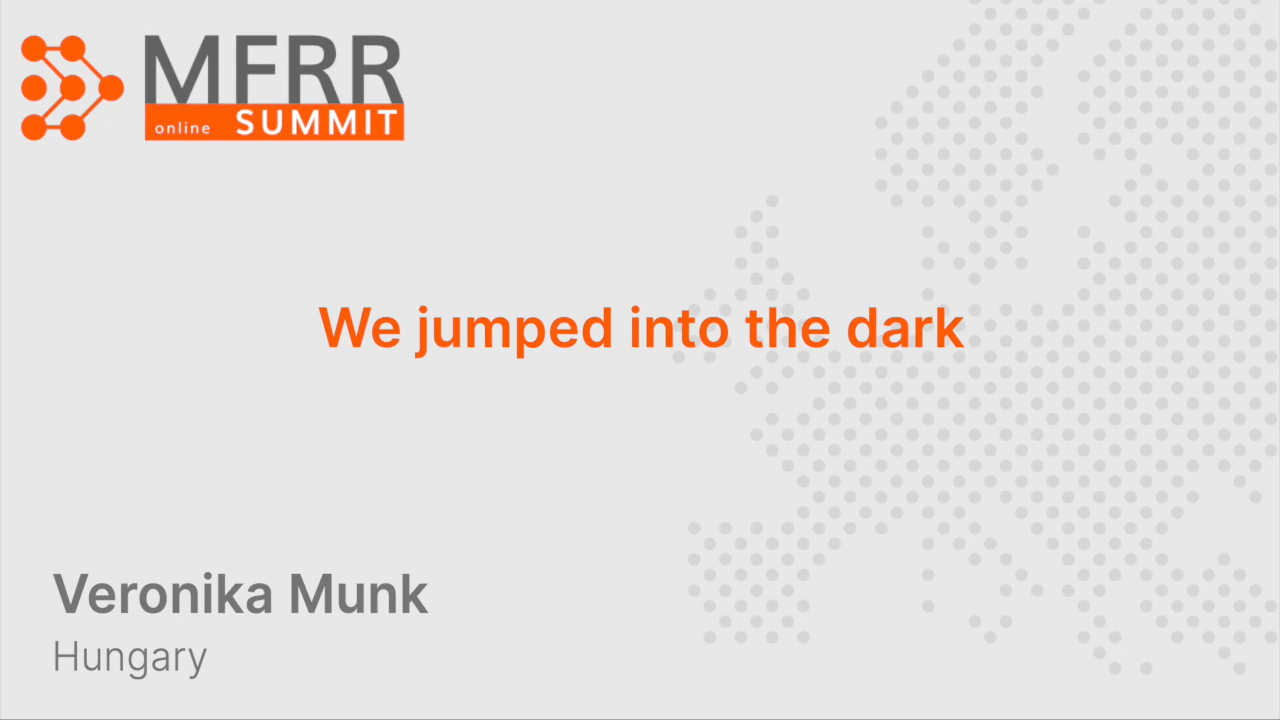 MFRR
online SUMMIT
We jumped into the dark
Veronika Munk
Hungary